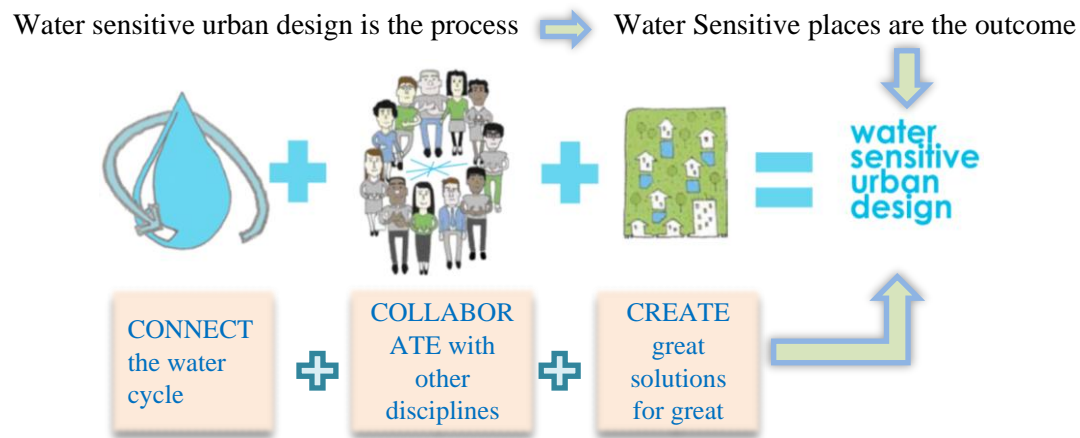 Water sensitive urban design is the process
Water Sensitive places are the outcome
water
sensitive
urban
design
CONNECT
the water
cycle
COLLABOR
ATE with
other
disciplines
CREATE
great
solutions
for great